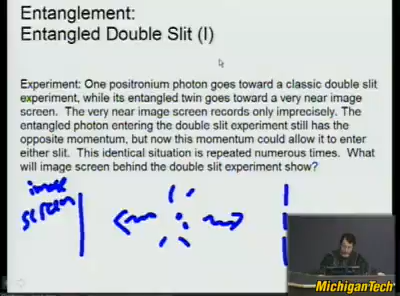 Entanglement:
Entangled Double Slit (I)
Experiment: One positronium photon goes toward a classic double slit
experiment, while its entangled twin goes toward a very near image
screen. The very near image screen records only imprecisely. The
entangled photon entering the double slit experiment still has the
opposite momentum, but now this momentum could allow it to enter
either slit. This identical situation is repeated numerous times. What
will image screen behind the double slit experiment show?
image
screen
MichiganTech